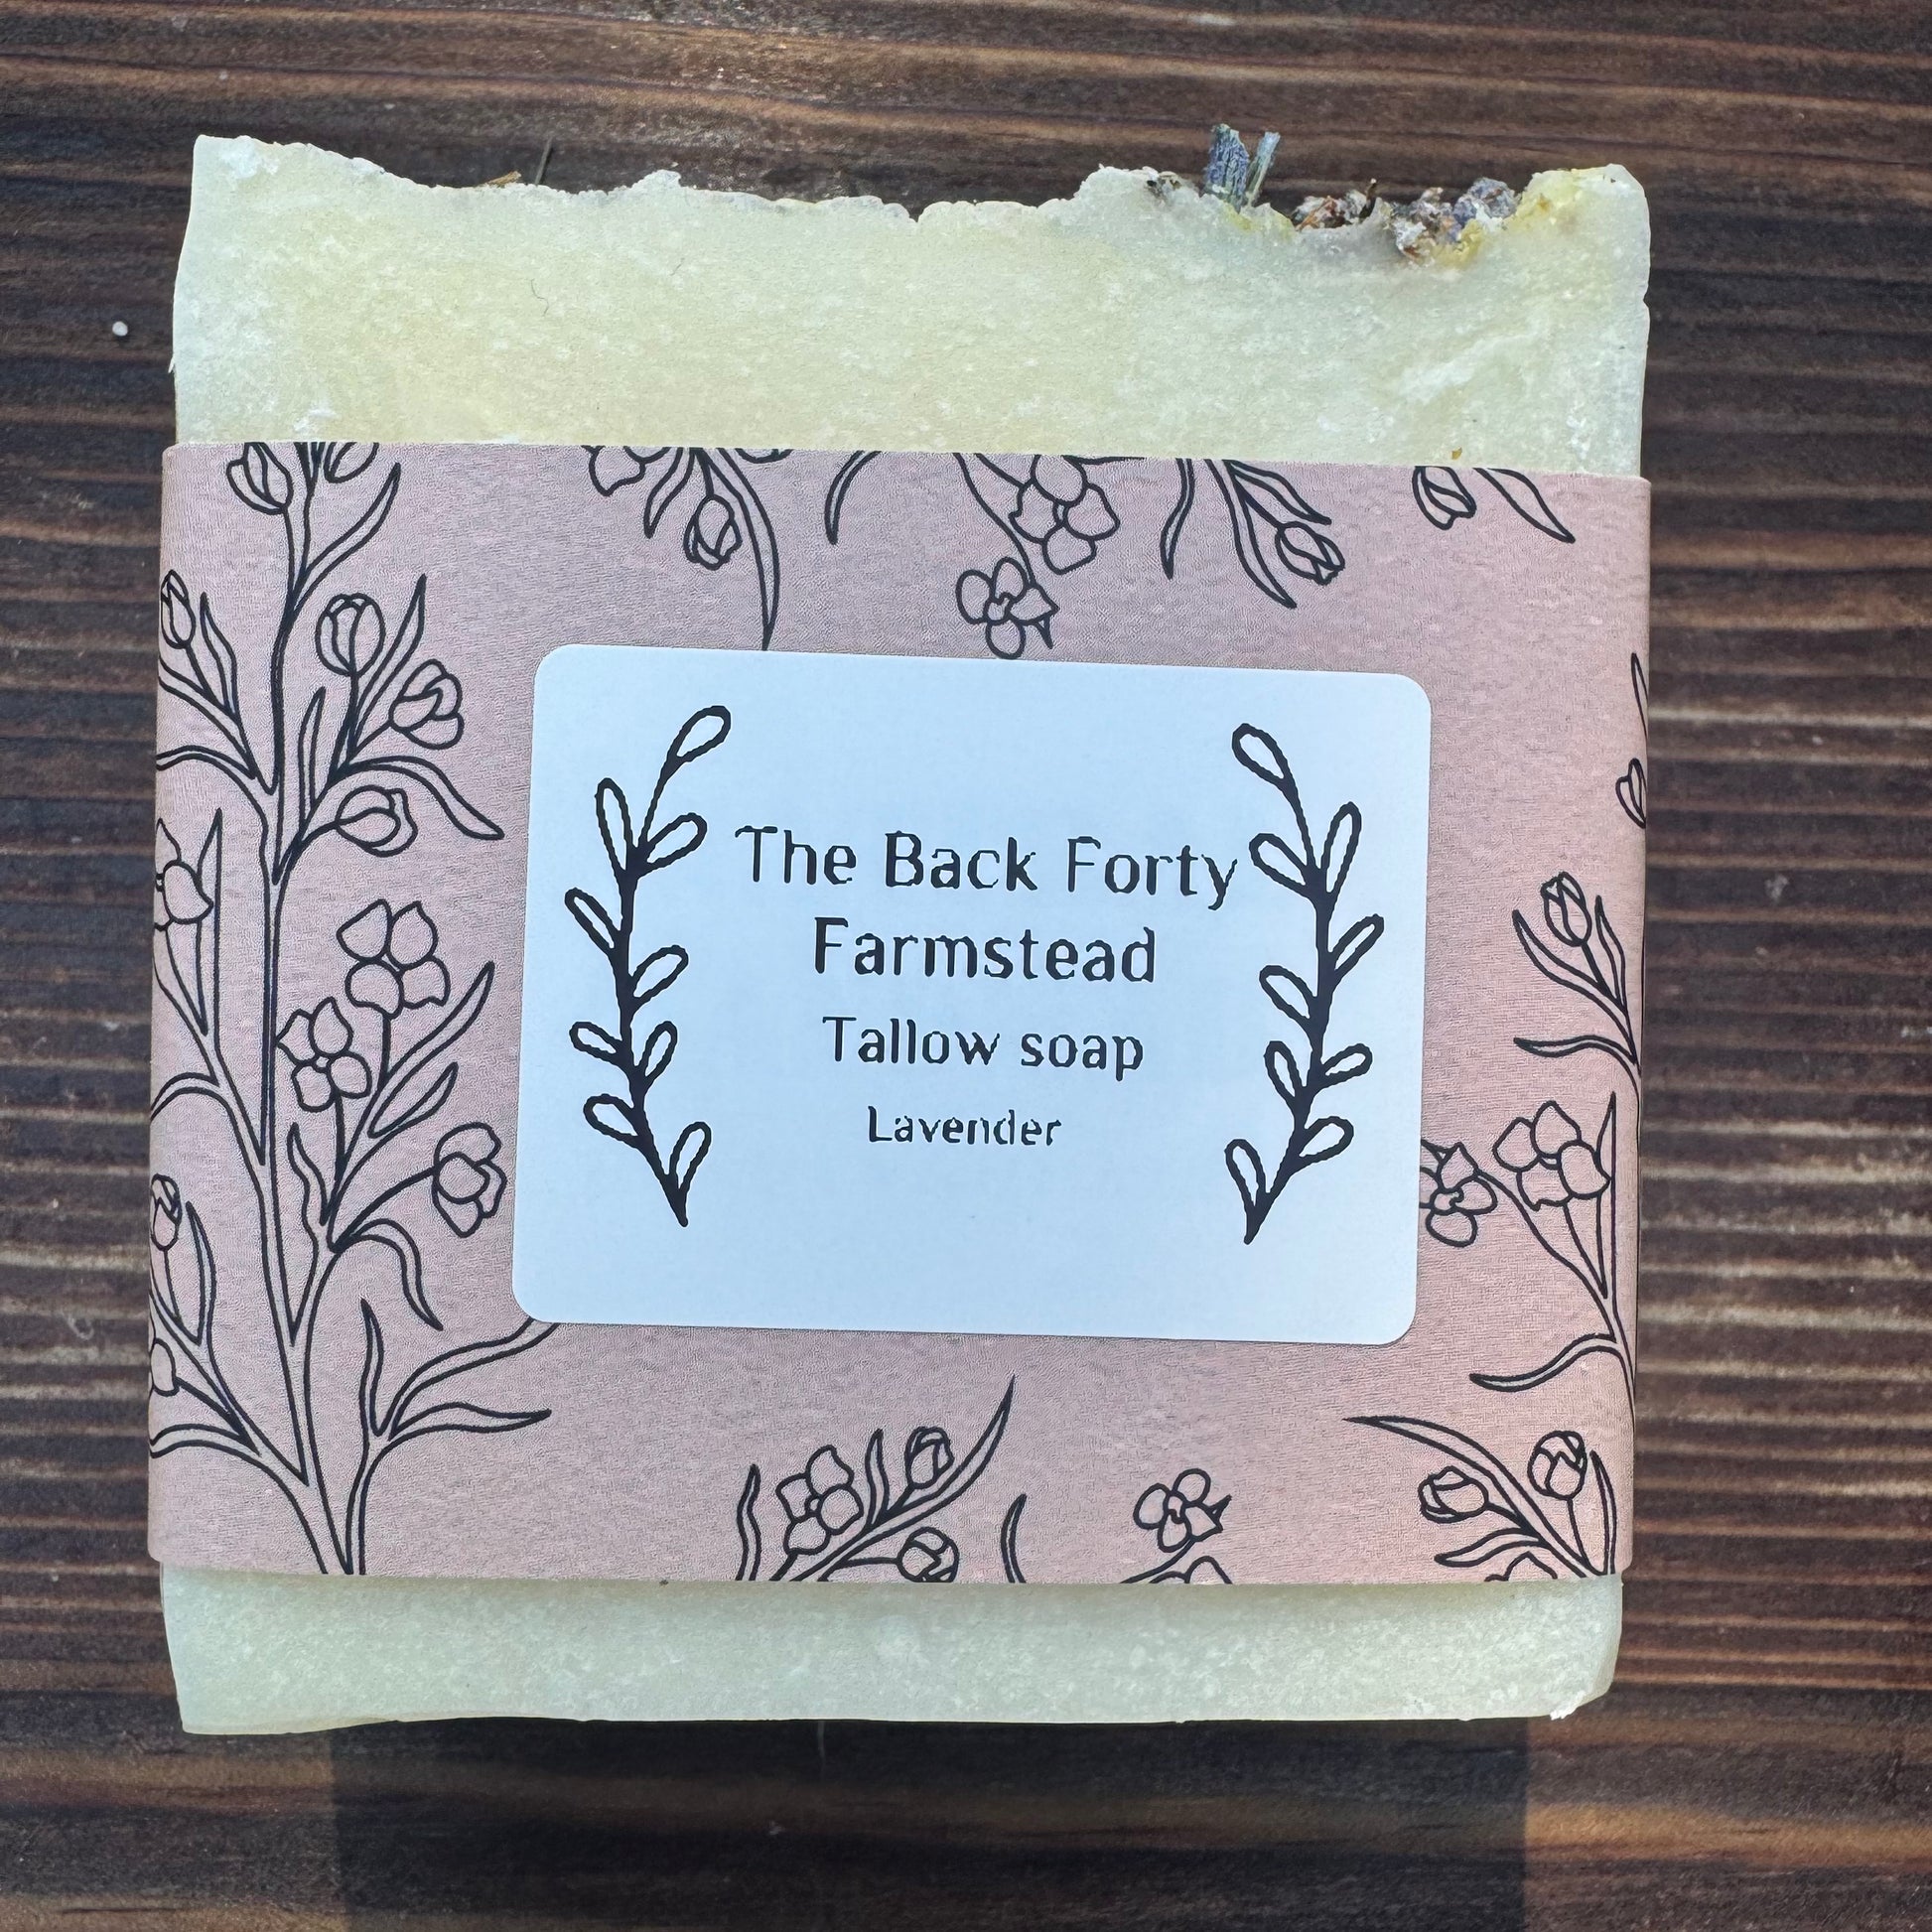 The Back Forty
Farmstead
Tallow soap
Lavender